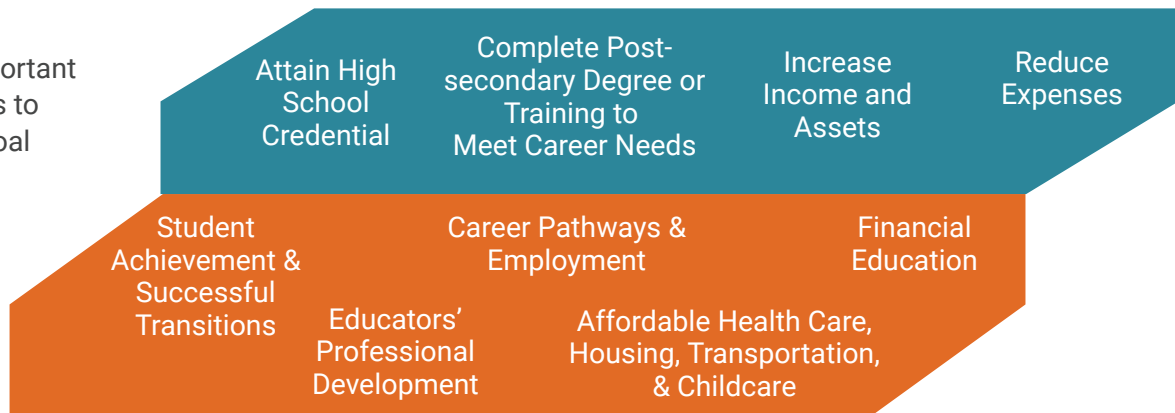 portant
s to
oal
Attain High
School
Credential
Complete Post-
secondary Degree or
Training to
Meet Career Needs
Increase
Income and
Assets
Reduce
Expenses
Student
Achievement &
Successful
Transitions
Career Pathways &
Employment
Financial
Education
Educators’
Professional
Development
Affordable Health Care,
Housing, Transportation,
& Childcare